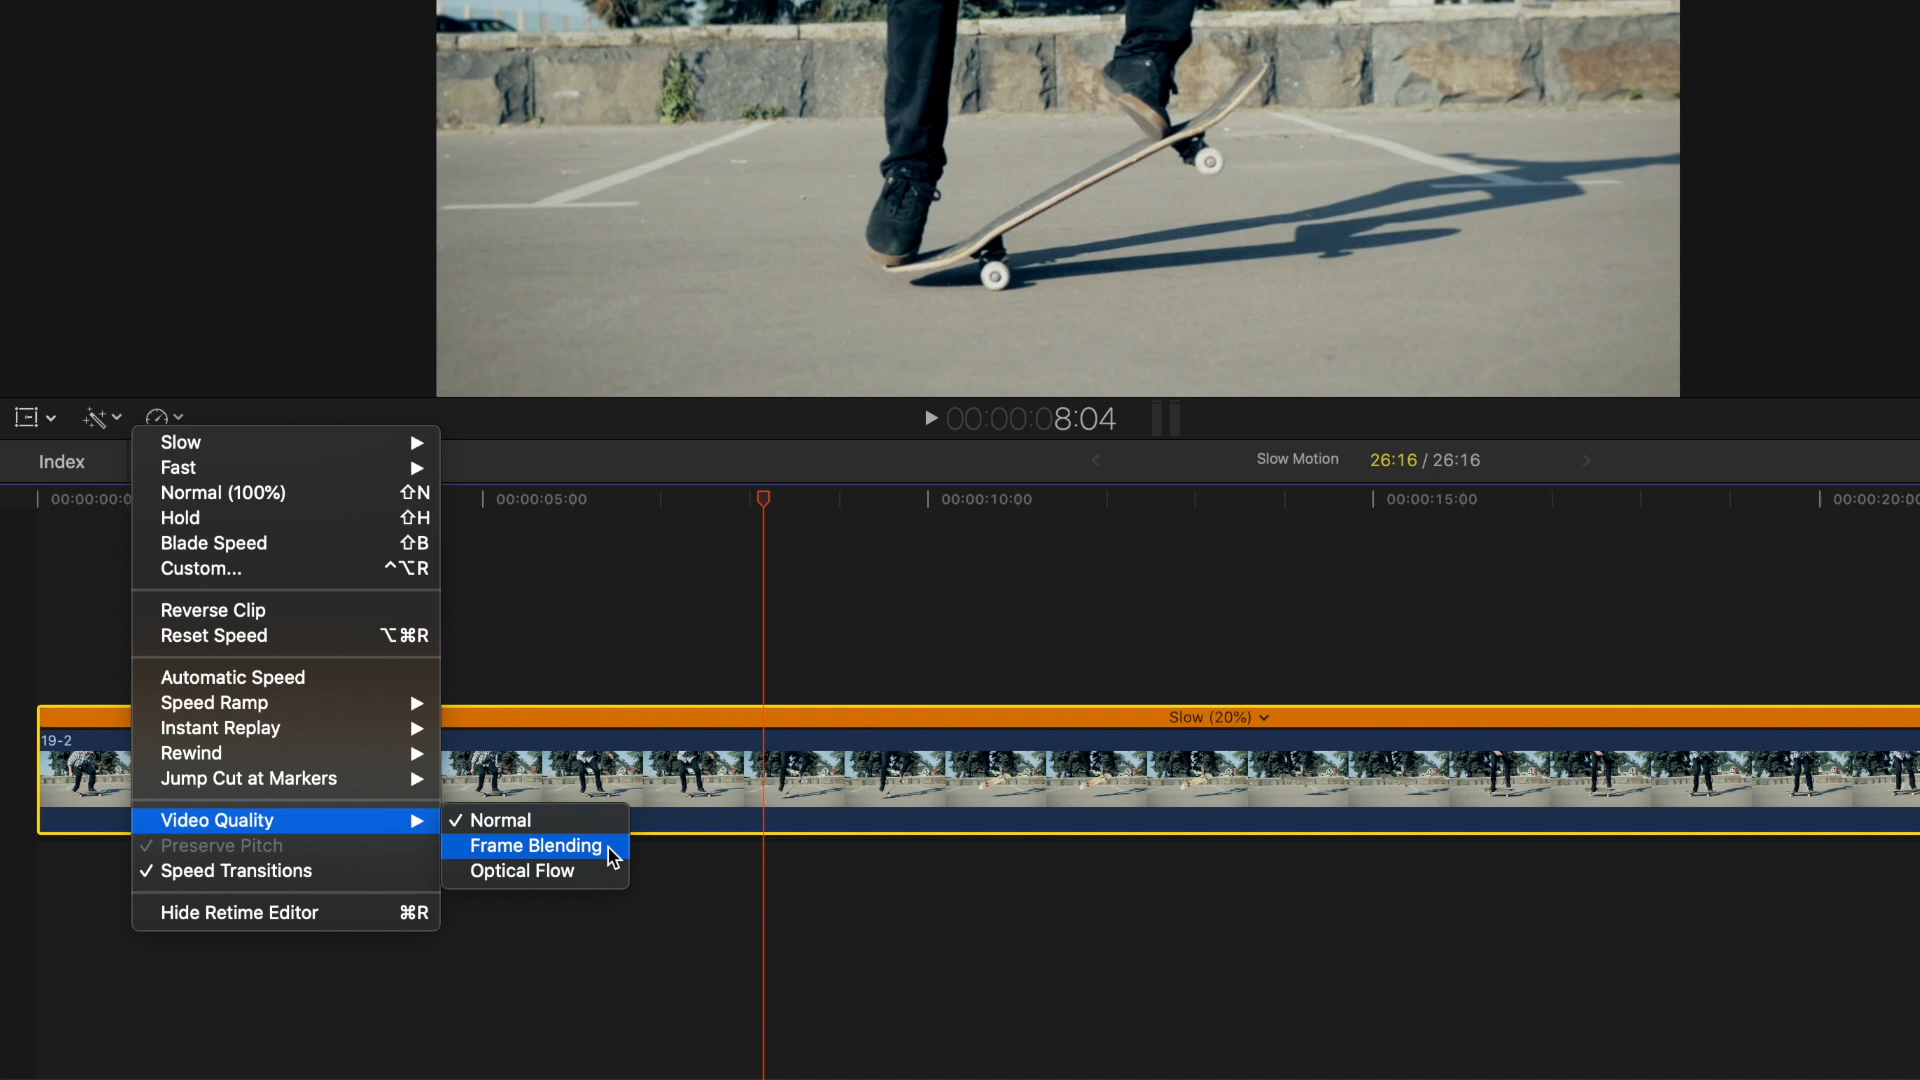 00:00:08:04
Index
Slow Motion 26:16 / 26:16
00:00:00:0 00:00:05:00 00:00:10:00 00:00:15:00 00:00:20:00
Slow
Fast
Normal (100%) ⇧N
Hold ⇧H
Blade Speed ⇧B
Custom... ^⌥R
Reverse Clip
Reset Speed ⌥⌘R
Automatic Speed
Speed Ramp
Instant Replay
Rewind
Jump Cut at Markers
Video Quality
✓ Preserve Pitch
✓ Speed Transitions
Hide Retime Editor ⌘R
✓ Normal
Frame Blending
Optical Flow
Slow (20%)
19-2